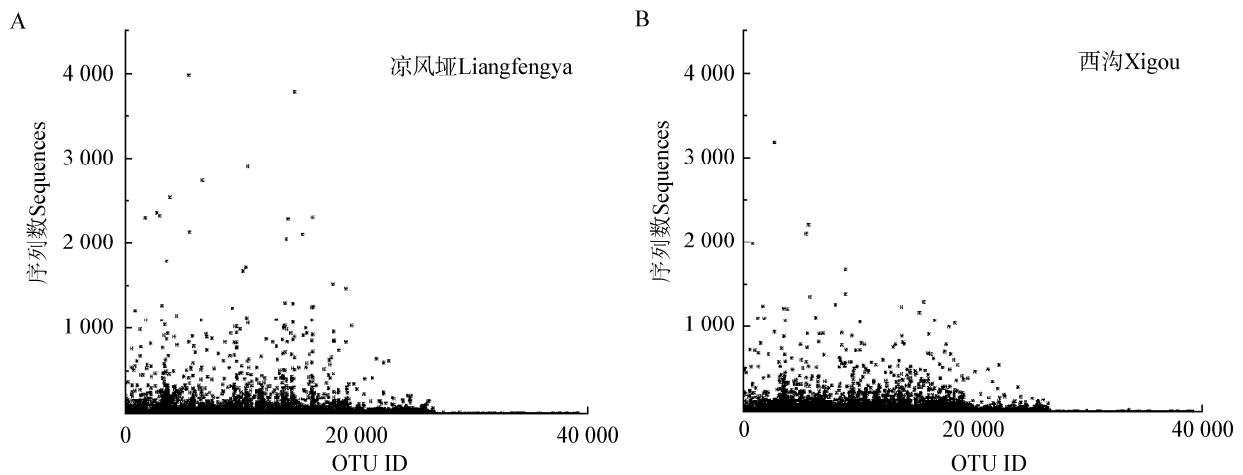 A
凉风垭Liangfengya
4 000
3 000
2 000
1 000
序列数Sequences
0
20 000
40 000
OTU ID
B
西沟Xigou
4 000
3 000
2 000
1 000
序列数Sequences
0
20 000
40 000
OTU ID